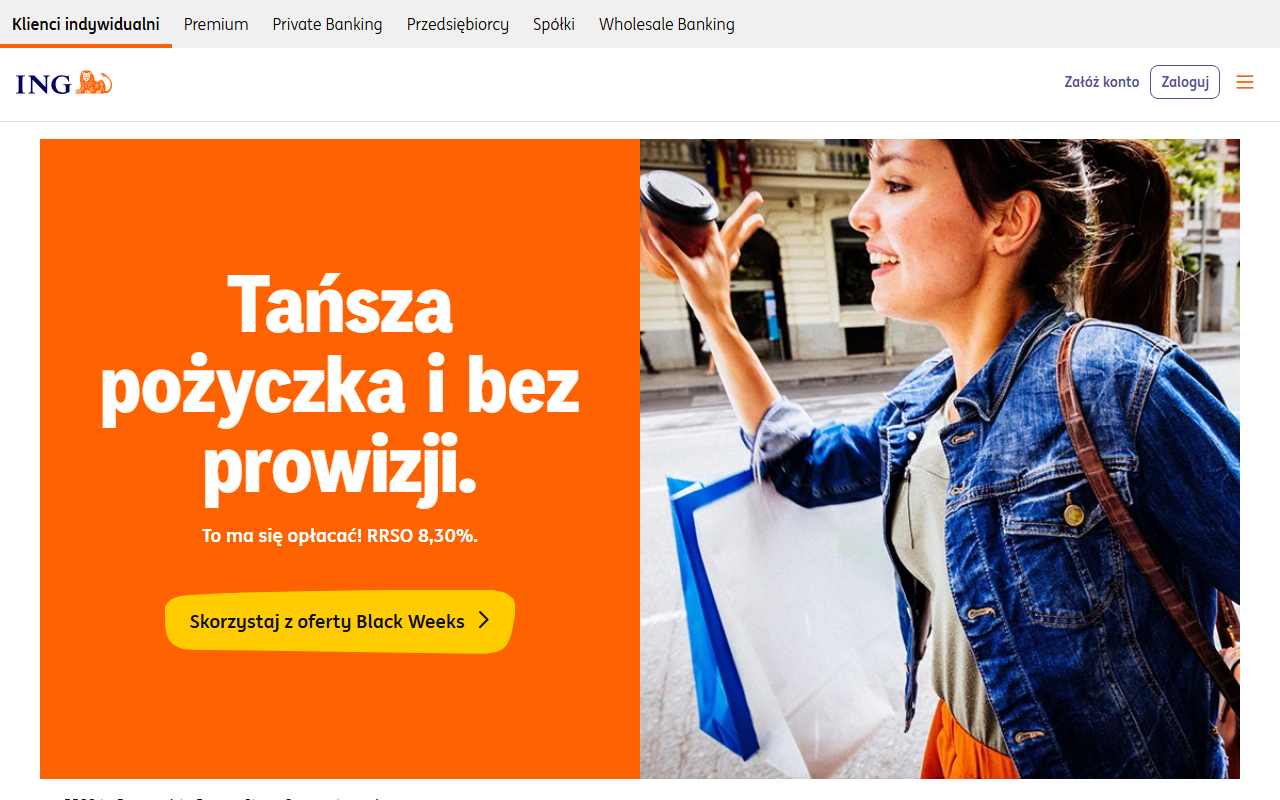 Klienci indywidualni Premium Private Banking Przedsiębiorcy Spółki Wholesale Banking
ING Załóż konto Zaloguj
Tańsza
pożyczka i bez
prowizji.
To ma się opłacać! RRSO 8,30%.
Skorzystaj z oferty Black Weeks